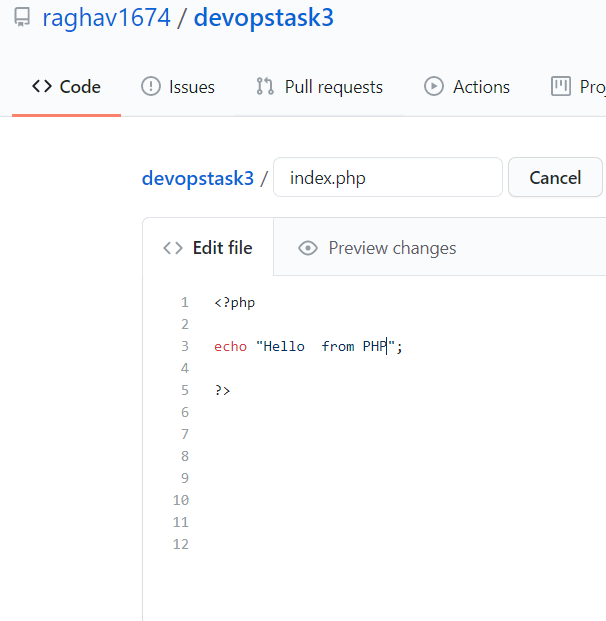 raghav1674 / devopstask3
Code Issues Pull requests Actions
devopstask3 / index.php Cancel
Edit file Preview changes
1 <?php
2
3 echo "Hello  from PHP";
4
5 ?>
6
7
8
9
10
11
12